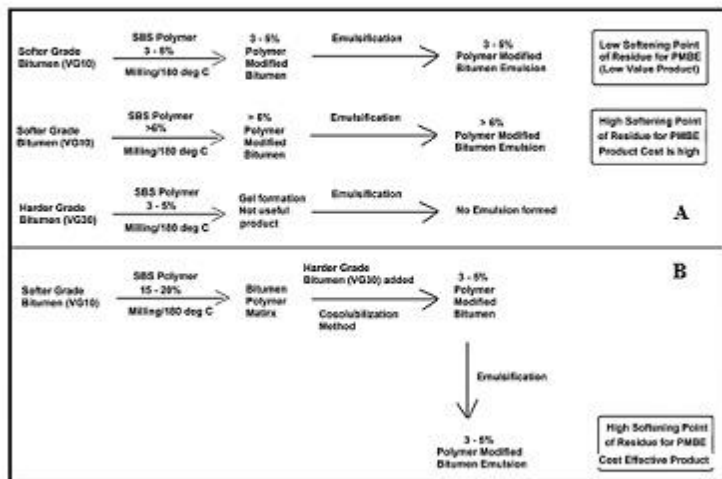 SBS Polymer
3 - 5%
Softer Grade
Bitumen (VG10)
Milling/180 deg C
3 - 5%
Polymer
Modified
Bitumen
Emulsification
3 - 5%
Polymer Modified
Bitumen Emulsion
Low Softening Point
of Residue for PMBE
(Low Value Product)
SBS Polymer
>6%
Softer Grade
Bitumen (VG10)
Milling/180 deg C
> 6%
Polymer
Modified
Bitumen
Emulsification
> 6%
Polymer Modified
Bitumen Emulsion
High Softening Point
of Residue for PMBE
Product Cost is high
SBS Polymer
3 - 5%
Harder Grade
Bitumen (VG30)
Milling/180 deg C
Gel formation
Not useful
product
Emulsification
No Emulsion formed
A
B
SBS Polymer
15 - 20%
Softer Grade
Bitumen (VG10)
Milling/180 deg C
Bitumen
Polymer
Matirx
Harder Grade
Bitumen (VG30) added
Cosolubilization
Method
3 - 5%
Polymer
Modified
Bitumen
Emulsification
3 - 5%
Polymer Modified
Bitumen Emulsion
High Softening Point
of Residue for PMBE
Cost Effective Product